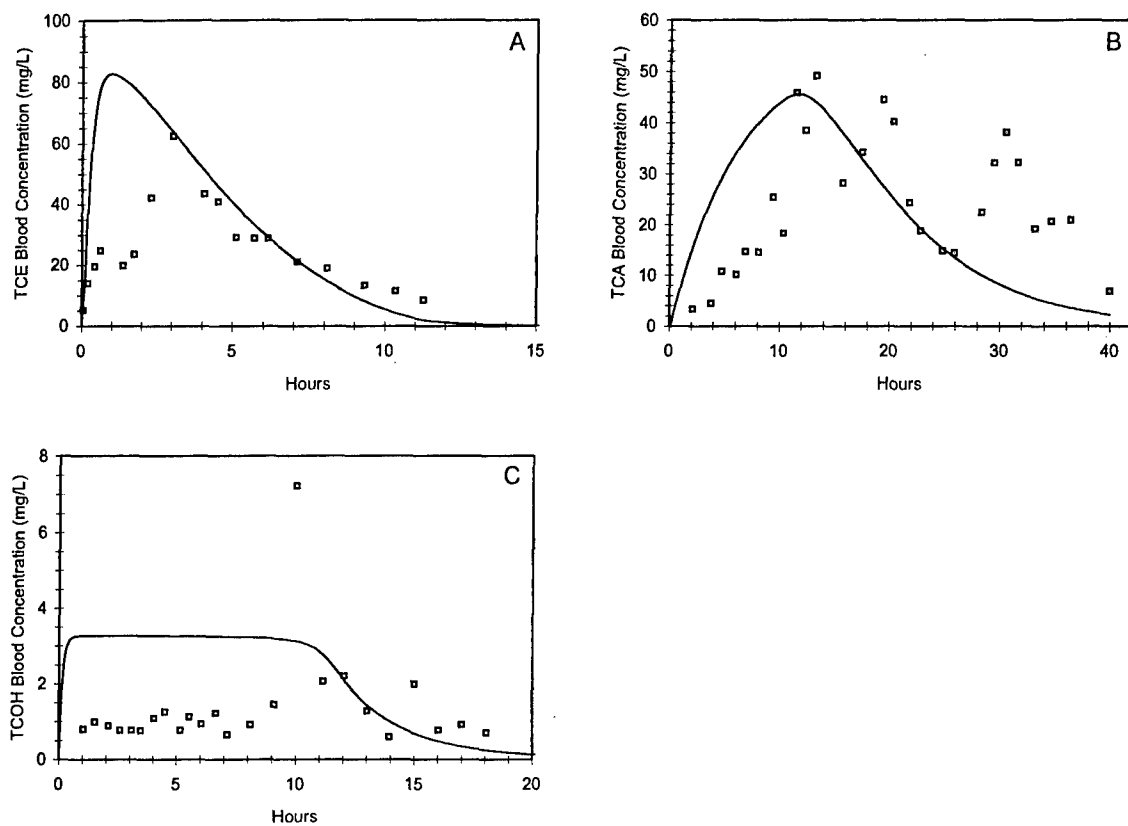 A
TCE Blood Concentration (mg/L)
100
80
60
40
20
0
0 5 10 15
Hours
B
TCA Blood Concentration (mg/L)
60
50
40
30
20
10
0
0 10 20 30 40
Hours
C
TCOH Blood Concentration (mg/L)
8
6
4
2
0
0 5 10 15 20
Hours